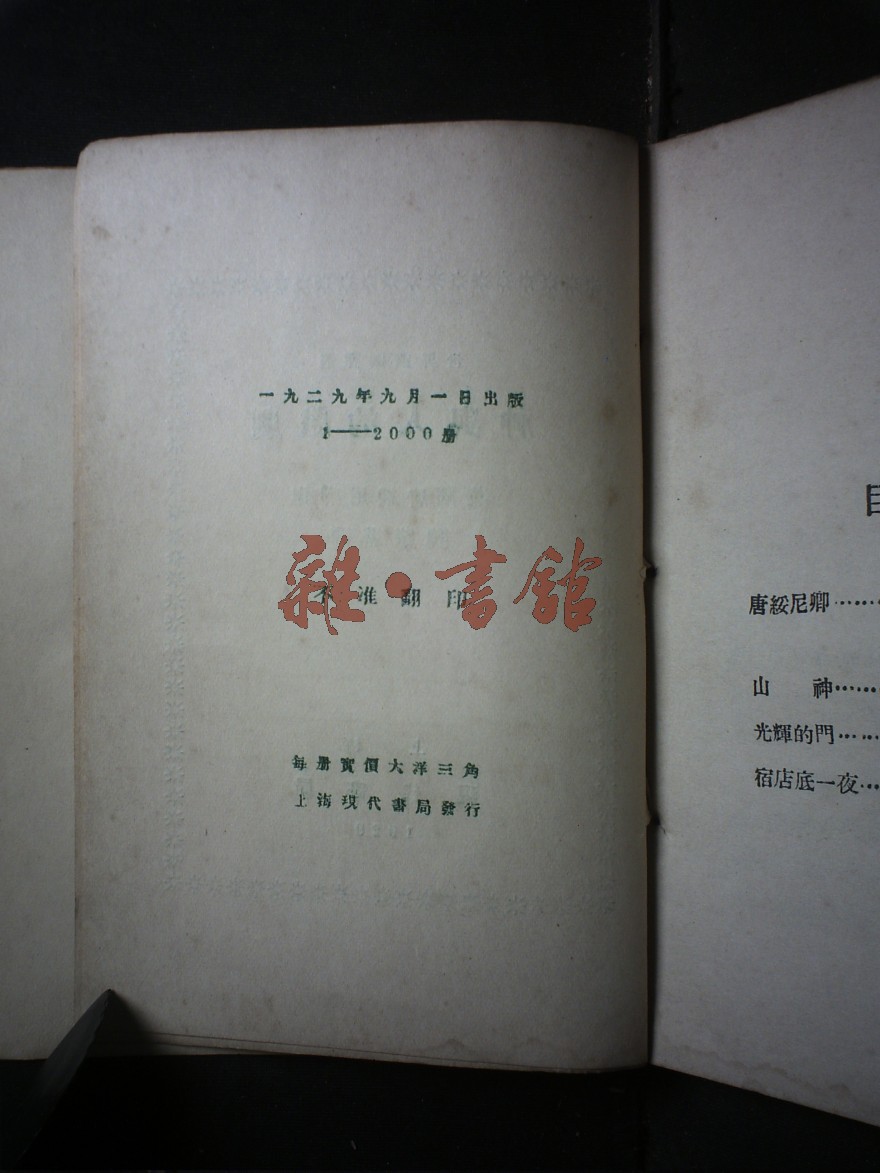 一九二九年九月一日出版
1——2000册
不准翻印
雜·書館
每册實價大洋三角
上海現代書局發行
目
唐綏尼卿……
山　神……
光輝的門……
宿店底一夜…